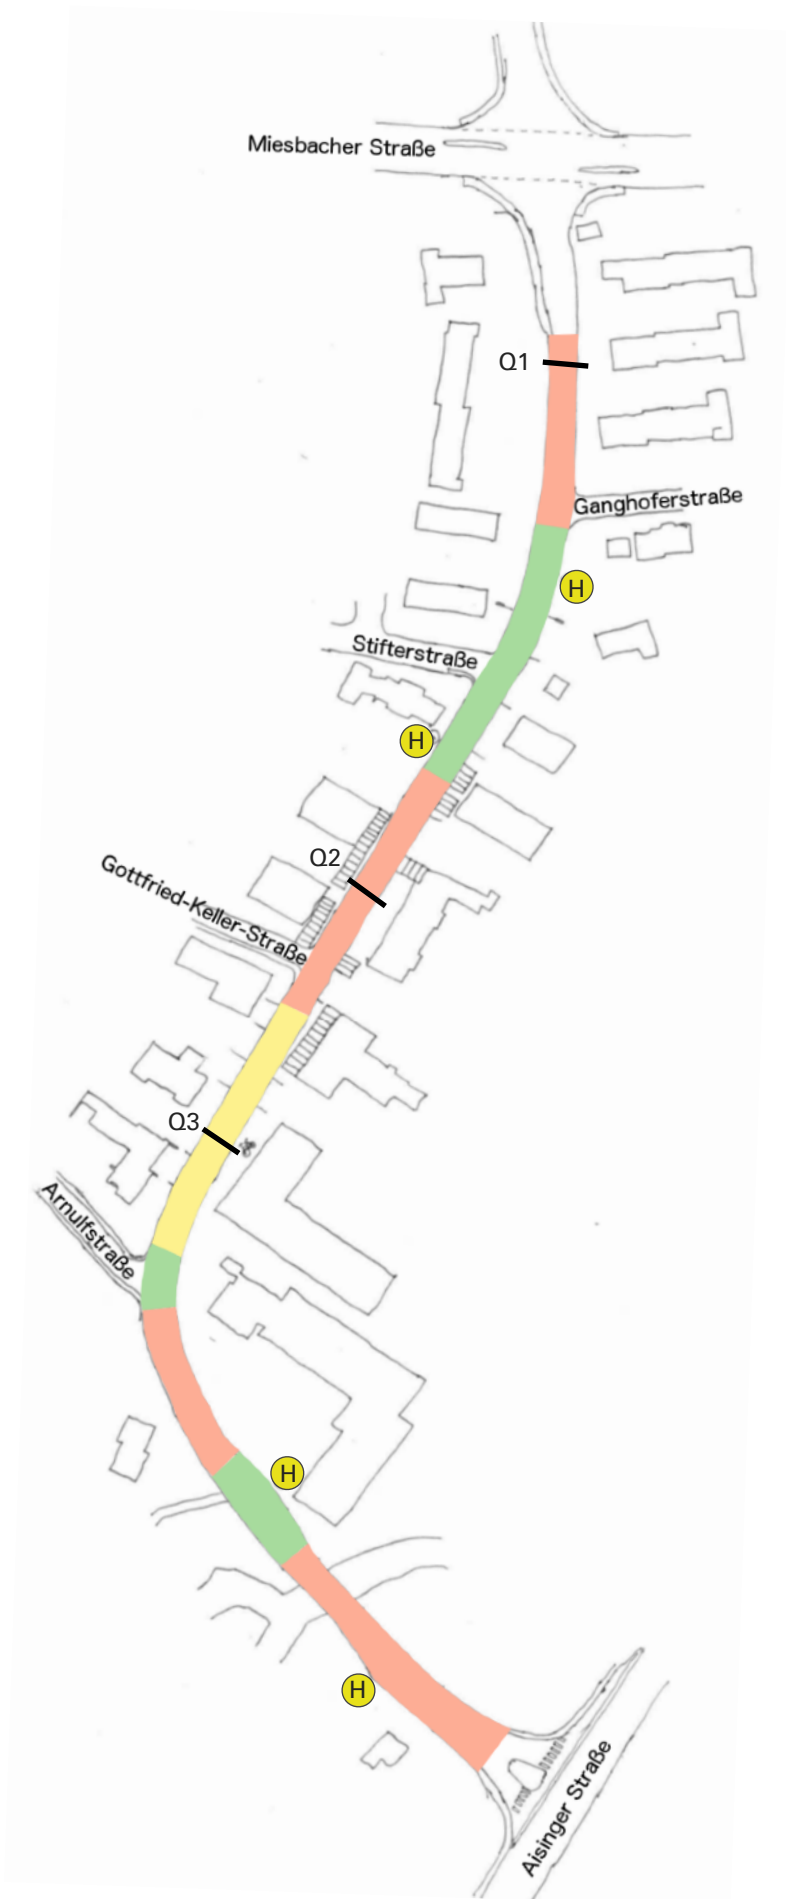 Miesbacher Straße
Q1
Ganghoferstraße
H
Stifterstraße
H
Q2
Gottfried-Keller-Straße
Q3
Arnulfstraße
H
H
Aisinger Straße